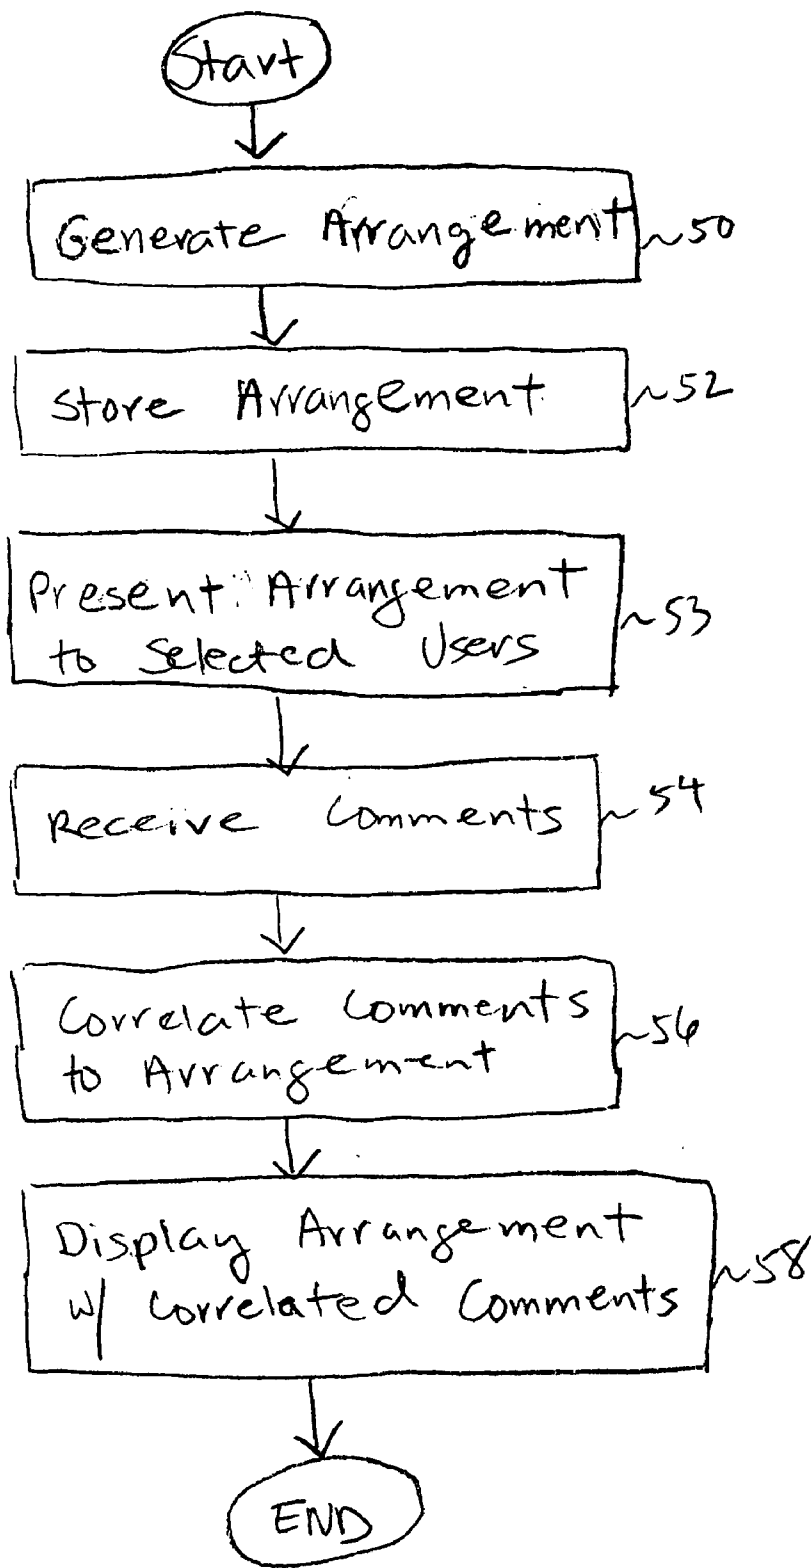 Start
Generate Arrangement ~50
Store Arrangement ~52
Present Arrangement ~53
to Selected Users
Receive Comments ~54
Correlate Comments ~56
to Arrangement
Display Arrangement ~58
w/ Correlated Comments
END